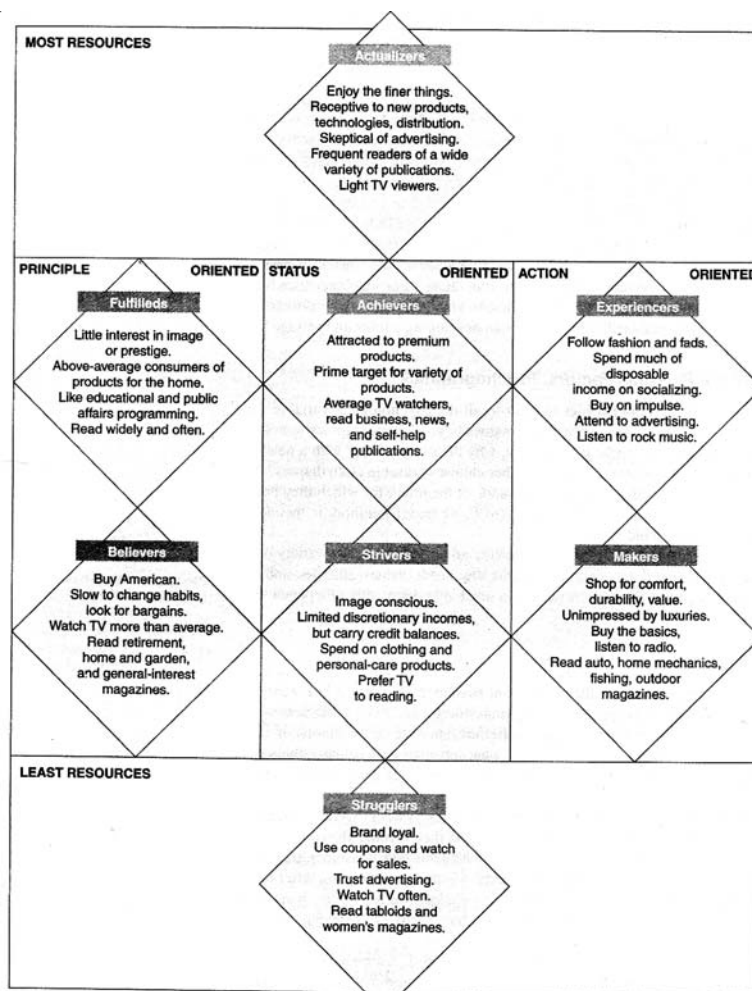 MOST RESOURCES
Actualizers
Enjoy the finer things.
Receptive to new products,
technologies, distribution.
Skeptical of advertising.
Frequent readers of a wide
variety of publications.
Light TV viewers.
PRINCIPLE ORIENTED
Fulfilleds
Little interest in image
or prestige.
Above-average consumers of
products for the home.
Like educational and public
affairs programming.
Read widely and often.
STATUS ORIENTED
Achievers
Attracted to premium
products.
Prime target for variety of
products.
Average TV watchers,
read business, news,
and self-help
publications.
ACTION ORIENTED
Experiencers
Follow fashion and fads.
Spend much of
disposable
income on socializing.
Buy on impulse.
Attend to advertising.
Listen to rock music.
Believers
Buy American.
Slow to change habits,
look for bargains.
Watch TV more than average.
Read retirement,
home and garden,
and general-interest
magazines.
Strivers
Image conscious.
Limited discretionary incomes,
but carry credit balances.
Spend on clothing and
personal-care products.
Prefer TV
to reading.
Makers
Shop for comfort,
durability, value.
Unimpressed by luxuries.
Buy the basics,
listen to radio.
Read auto, home mechanics,
fishing, outdoor
magazines.
LEAST RESOURCES
Strugglers
Brand loyal.
Use coupons and watch
for sales.
Trust advertising.
Watch TV often.
Read tabloids and
women's magazines.